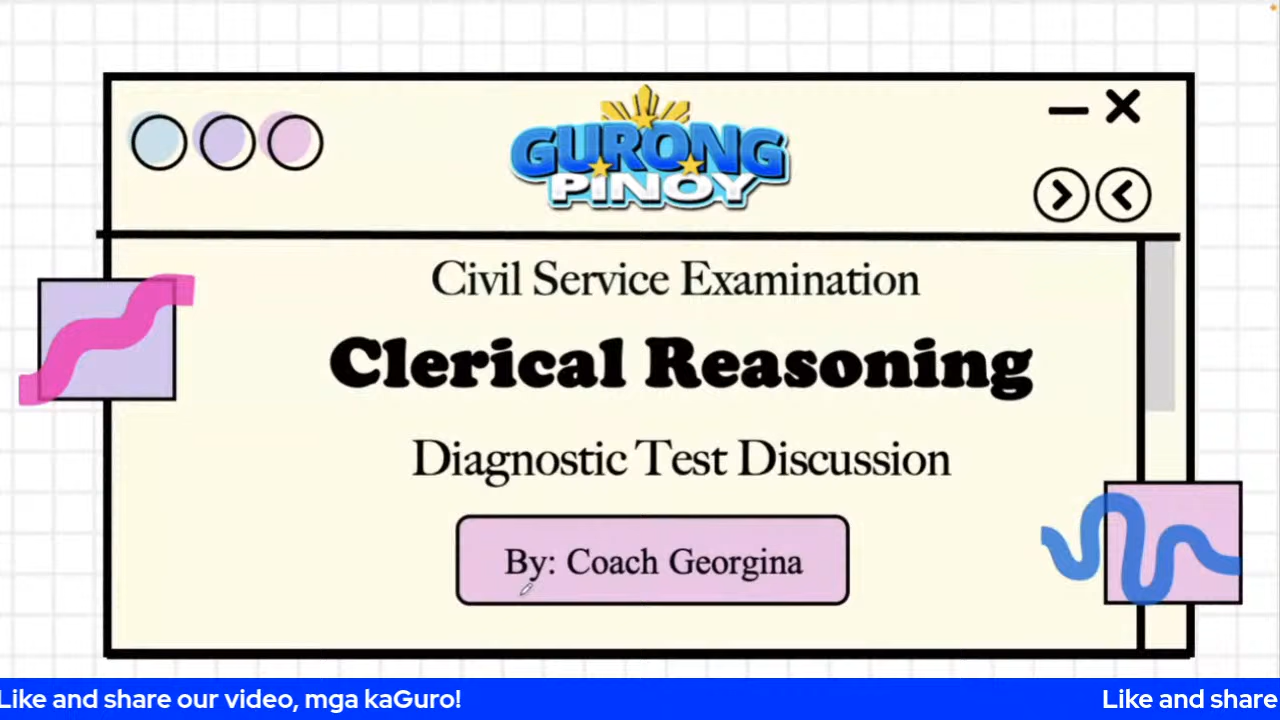 GURONG
PINOY
Civil Service Examination
Clerical Reasoning
Diagnostic Test Discussion
By: Coach Georgina
Like and share our video, mga kaGuro! Like and share